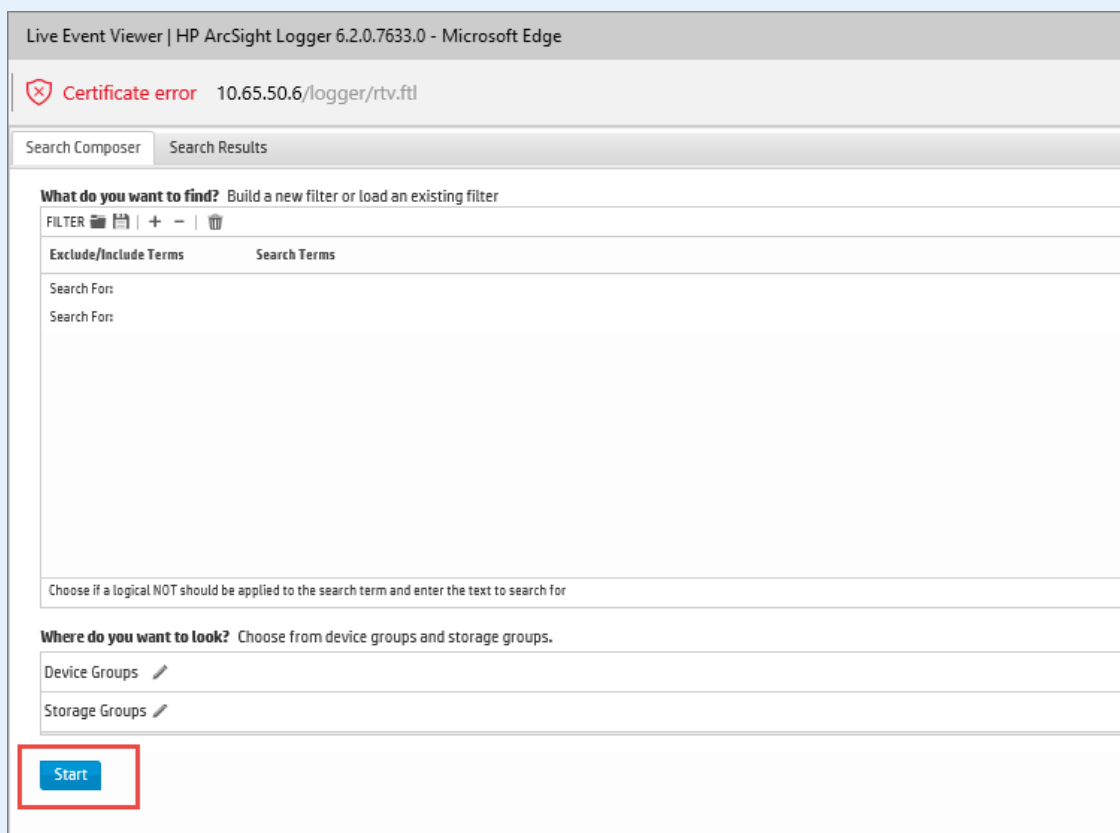 Live Event Viewer | HP ArcSight Logger 6.2.0.7633.0 - Microsoft Edge
Certificate error 10.65.50.6/logger/rtv.ftl
Search Composer Search Results
What do you want to find? Build a new filter or load an existing filter
FILTER | + - |
Exclude/Include Terms Search Terms
Search For:
Search For:
Choose if a logical NOT should be applied to the search term and enter the text to search for
Where do you want to look? Choose from device groups and storage groups.
Device Groups
Storage Groups
Start